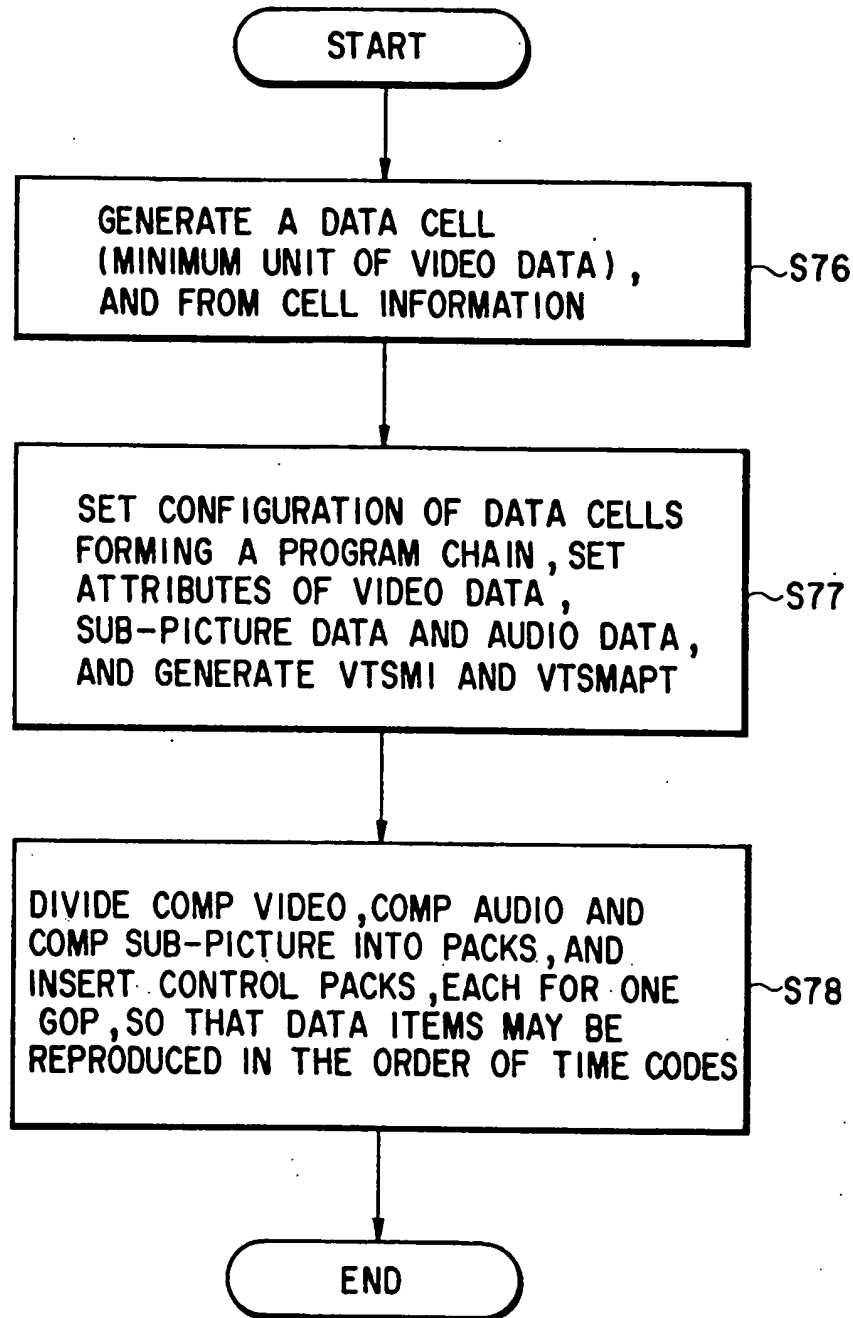 START
GENERATE A DATA CELL
(MINIMUM UNIT OF VIDEO DATA),
AND FROM CELL INFORMATION
S76
SET CONFIGURATION OF DATA CELLS
FORMING A PROGRAM CHAIN, SET
ATTRIBUTES OF VIDEO DATA,
SUB-PICTURE DATA AND AUDIO DATA,
AND GENERATE VTSMI AND VTSMAPT
S77
DIVIDE COMP VIDEO, COMP AUDIO AND
COMP SUB-PICTURE INTO PACKS, AND
INSERT CONTROL PACKS, EACH FOR ONE
GOP, SO THAT DATA ITEMS MAY BE
REPRODUCED IN THE ORDER OF TIME CODES
S78
END